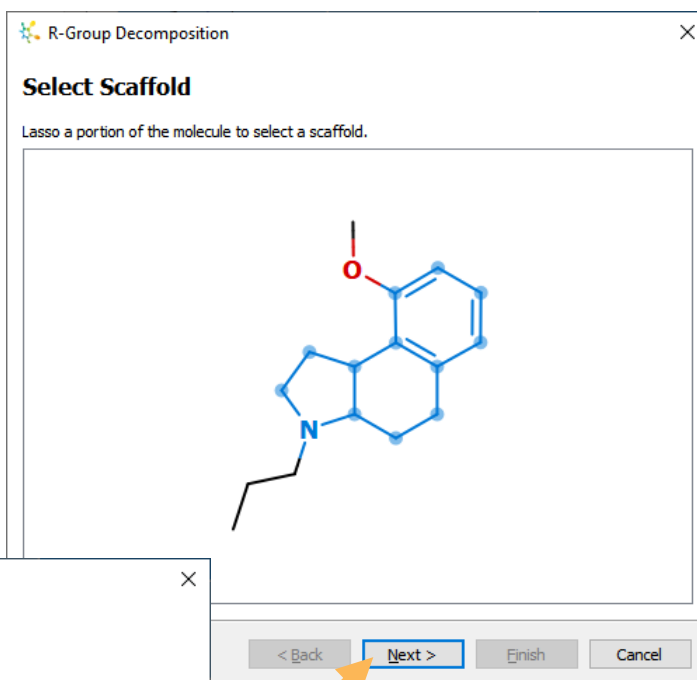 R-Group Decomposition
Select Scaffold
Lasso a portion of the molecule to select a scaffold.
O
N
< Back Next > Finish Cancel